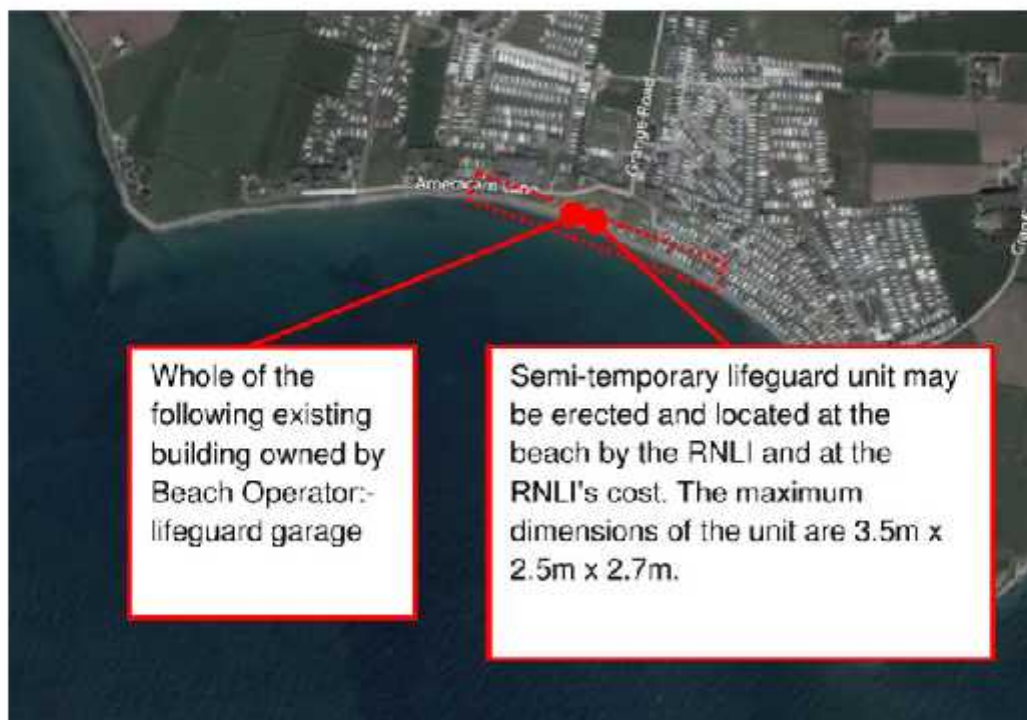 Grange Road
Whole of the
following existing
building owned by
Beach Operator:-
lifeguard garage
Semi-temporary lifeguard unit may
be erected and located at the
beach by the RNLI and at the
RNLI's cost. The maximum
dimensions of the unit are 3.5m x
2.5m x 2.7m.